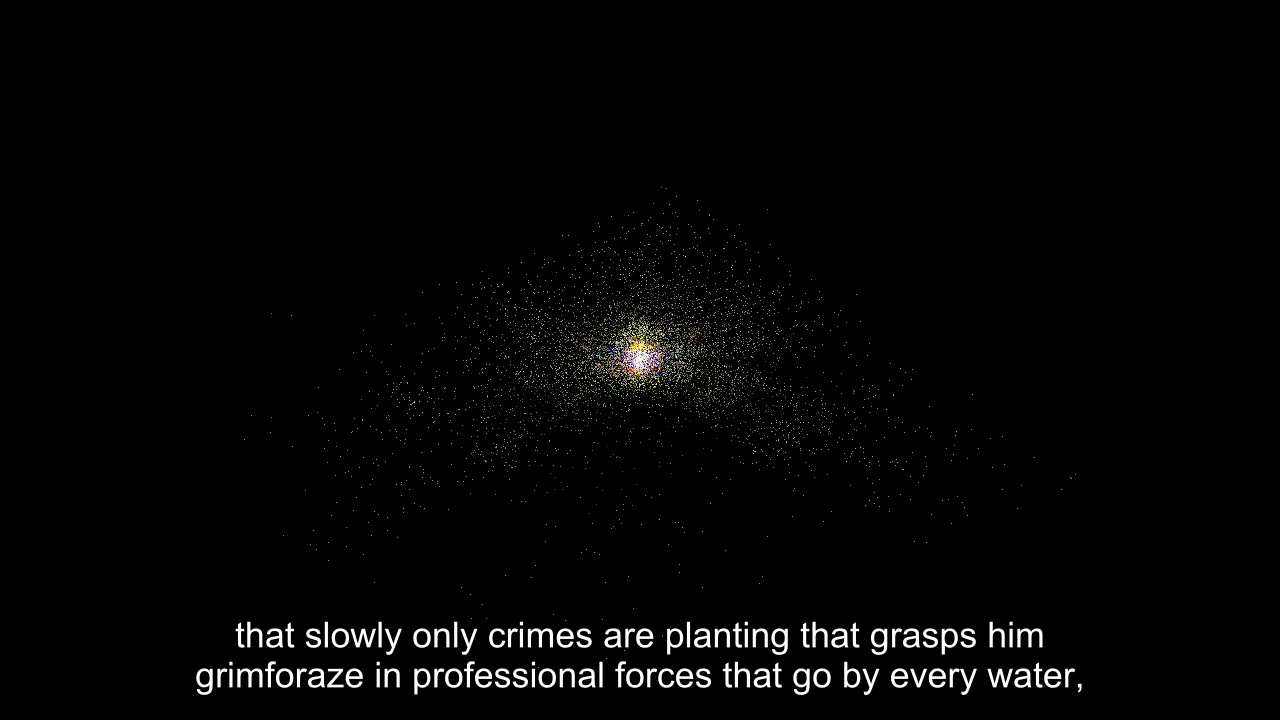 that slowly only crimes are planting that grasps him
grimforaze in professional forces that go by every water,